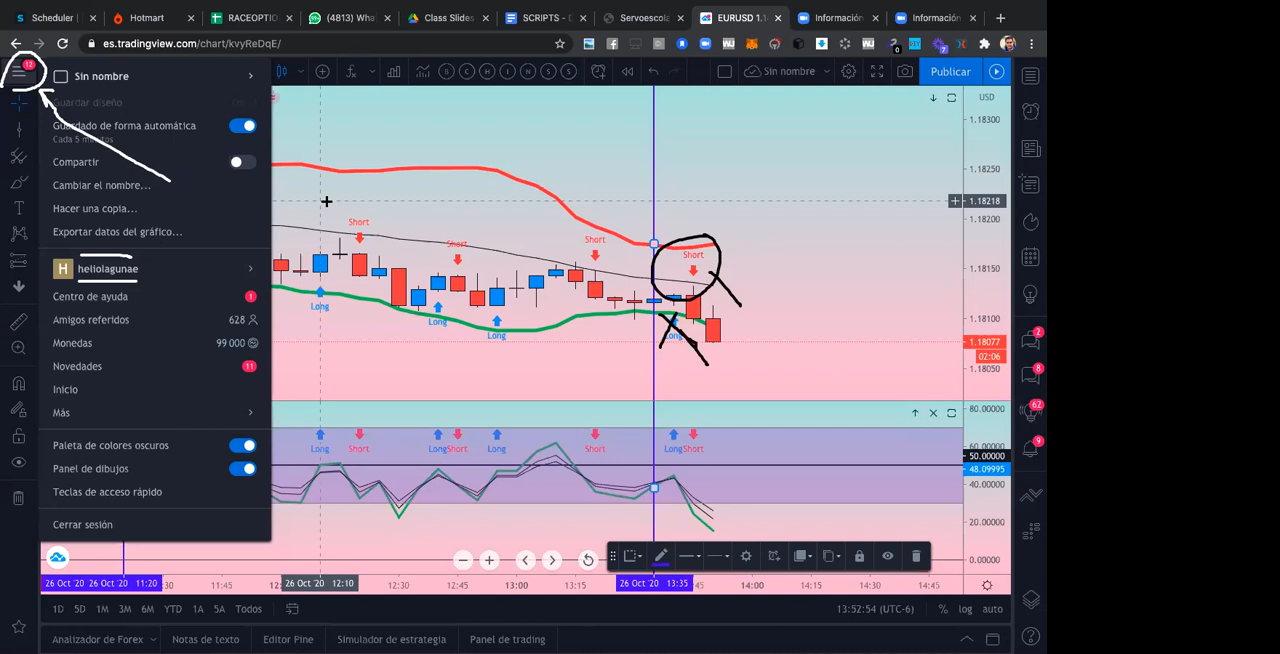 Scheduler
Hotmart
RACEOPTIO
(4813) Wha
Class Slides
SCRIPTS - D
Servoescola
EURUSD 1.1
Información
Información
es.tradingview.com/chart/kvyReDqE/
12
Sin nombre
Sin nombre
Publicar
Guardar diseño
Guardado de forma automática
Cada 5 minutos
Compartir
Cambiar el nombre...
Hacer una copia...
Exportar datos del gráfico...
H heliolagunae
Centro de ayuda 1
Amigos referidos 628
Monedas 99 000
Novedades 11
Inicio
Más
Paleta de colores oscuros
Panel de dibujos
Teclas de acceso rápido
Cerrar sesión
USD
1.18300
1.18250
1.18218
1.18200
1.18150
1.18100
1.18077
02:06
1.18050
Short
Short
Short
Short
Long
Long
Long
Long
80.00000
60.00000
50.00000
48.09995
40.00000
20.00000
0.00000
Long Short Long Short Long Short Long Short
26 Oct '20 26 Oct '20 11:20 :30 11:45 26 Oct '20 12:10 12:30 12:45 13:00 13:15 26 Oct '20 13:35 14:00 14:15 14:30 14:45
1D 5D 1M 3M 6M YTD 1A 5A Todos
13:52:54 (UTC-6) % log auto
Analizador de Forex Notas de texto Editor Pine Simulador de estrategia Panel de trading
2
8
62
9